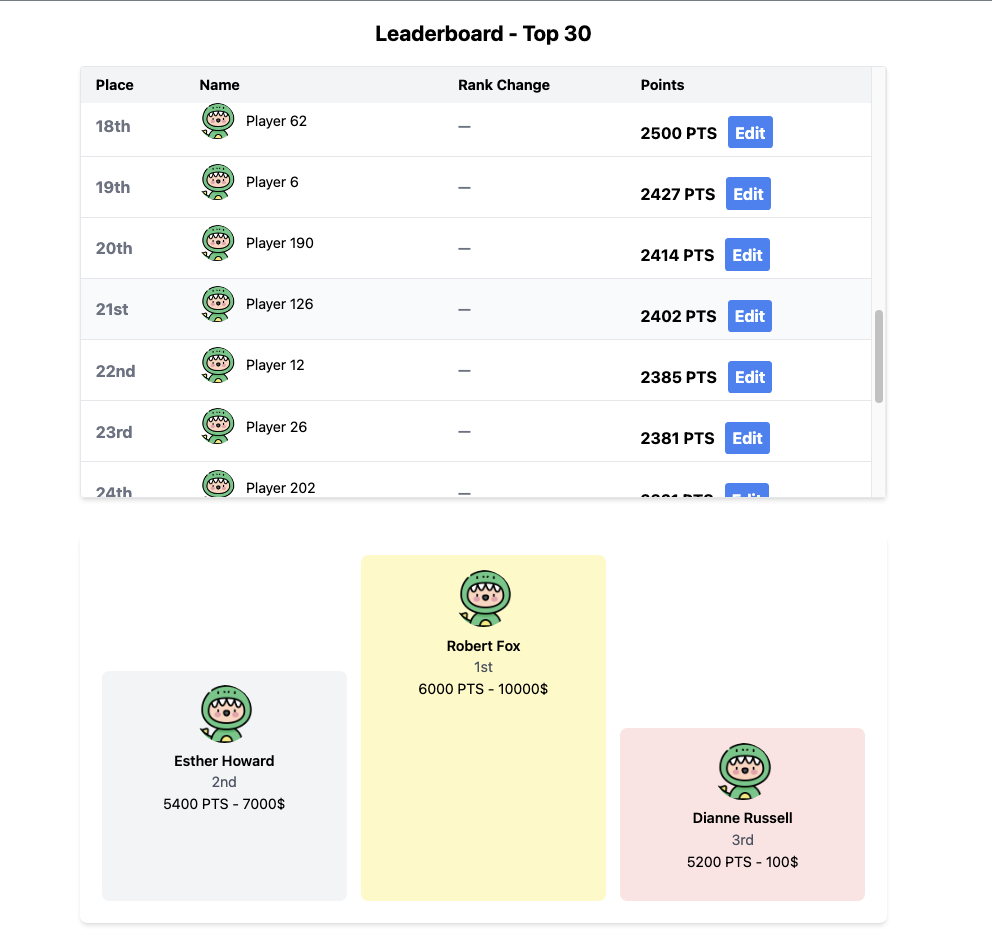 Leaderboard - Top 30
Place Name Rank Change Points
18th Player 62 — 2500 PTS Edit
19th Player 6 — 2427 PTS Edit
20th Player 190 — 2414 PTS Edit
21st Player 126 — 2402 PTS Edit
22nd Player 12 — 2385 PTS Edit
23rd Player 26 — 2381 PTS Edit
24th Player 202 — PTS Edit
Robert Fox
1st
6000 PTS - 10000$
Esther Howard
2nd
5400 PTS - 7000$
Dianne Russell
3rd
5200 PTS - 100$